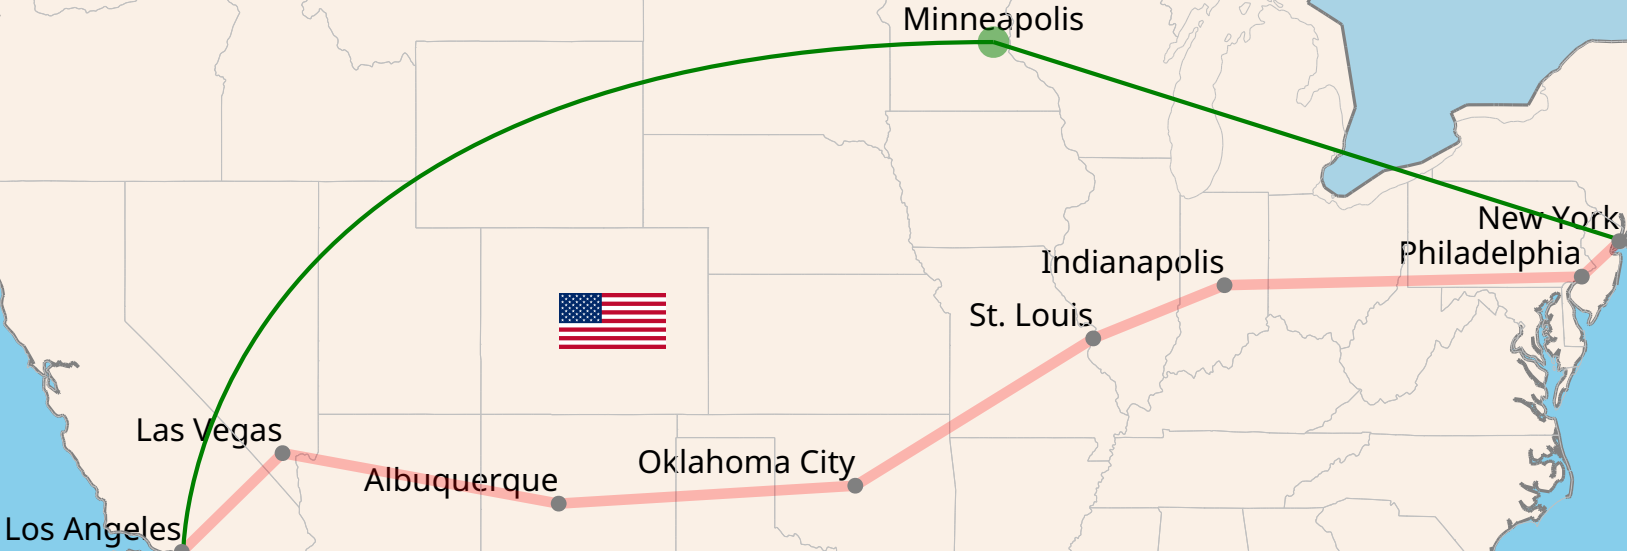 Minneapolis
New York
Philadelphia
Indianapolis
St. Louis
Las Vegas
Oklahoma City
Albuquerque
Los Angeles